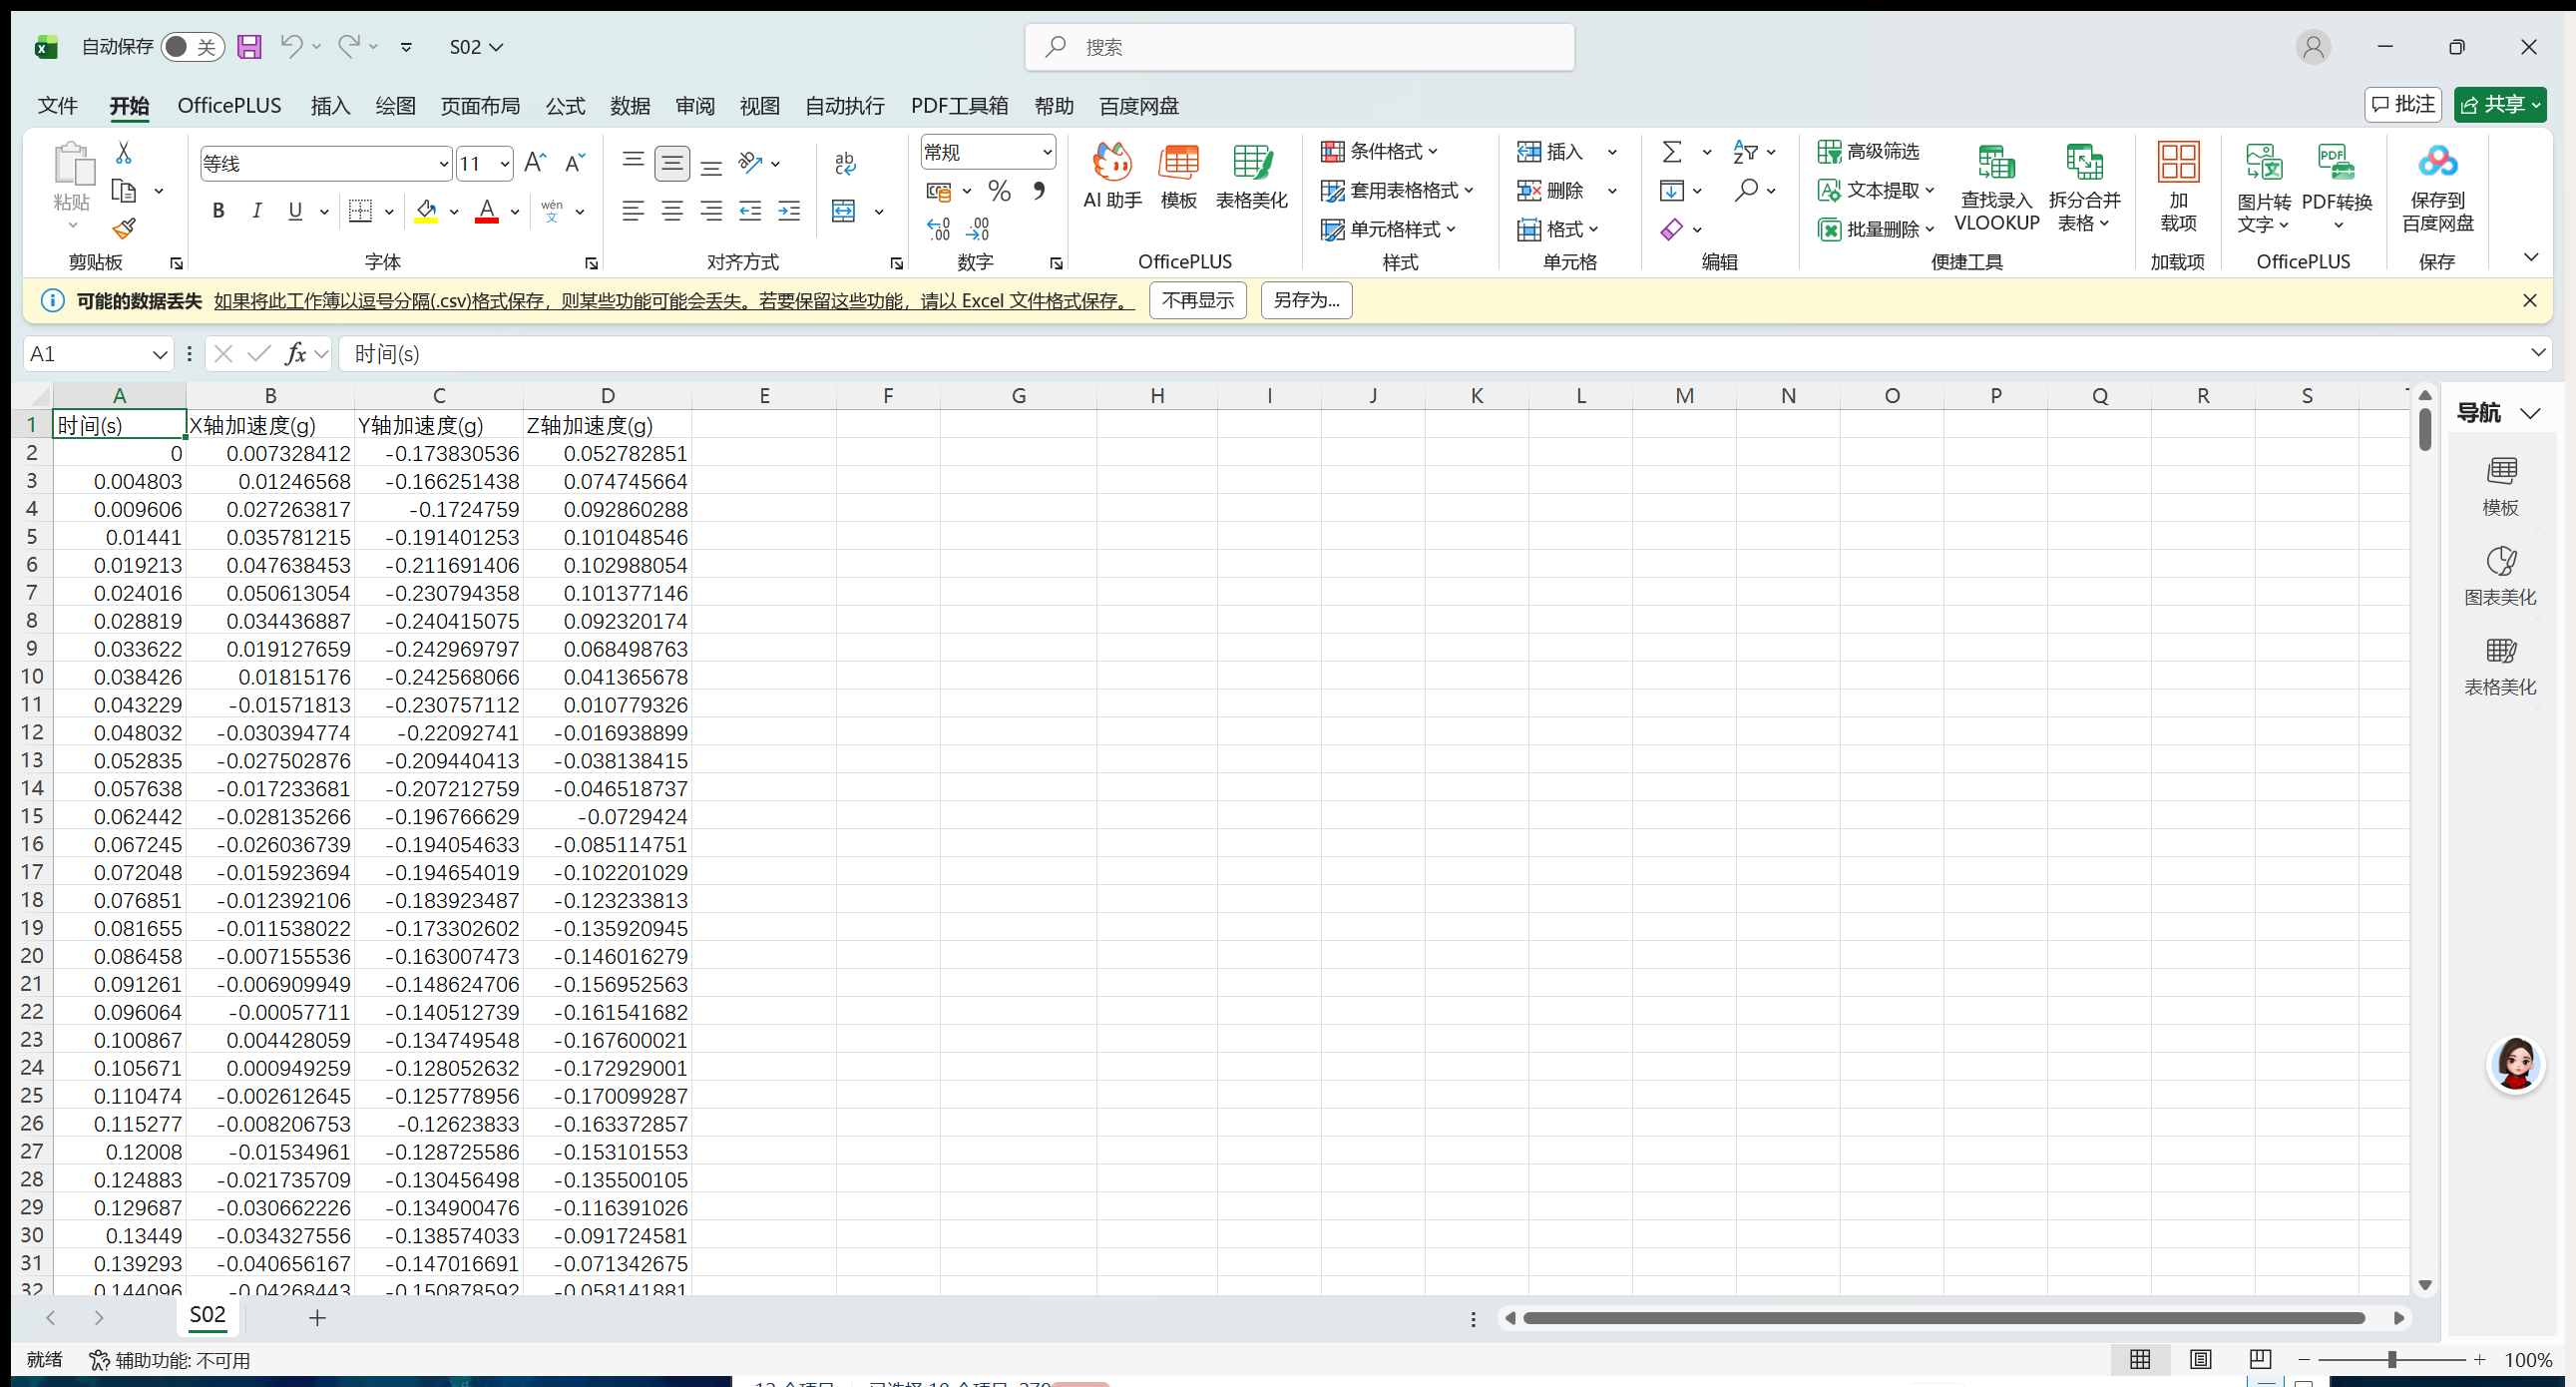 自动保存 关 S02 搜索
文件 开始 OfficePLUS 插入 绘图 页面布局 公式 数据 审阅 视图 自动执行 PDF工具箱 帮助 百度网盘 批注 共享
粘贴 等线 11 常规 AI 助手 模板 表格美化 条件格式 插入 高级筛选 查找录入 VLOOKUP 拆分合并 表格 加 载项 图片转 文字 PDF转换 保存到 百度网盘
B I U A wén 文 套用表格格式 删除 文本提取
单元格样式 格式 批量删除
剪贴板 字体 对齐方式 数字 OfficePLUS 样式 单元格 编辑 便捷工具 加载项 OfficePLUS 保存
可能的数据丢失 如果将此工作簿以逗号分隔(.csv)格式保存，则某些功能可能会丢失。若要保留这些功能，请以 Excel 文件格式保存。 不再显示 另存为...
A1 fx 时间(s)
A B C D E F G H I J K L M N O P Q R S
1 时间(s) X轴加速度(g) Y轴加速度(g) Z轴加速度(g)
2 0 0.007328412 -0.173830536 0.052782851
3 0.004803 0.01246568 -0.166251438 0.074745664
4 0.009606 0.027263817 -0.1724759 0.092860288
5 0.01441 0.035781215 -0.191401253 0.101048546
6 0.019213 0.047638453 -0.211691406 0.102988054
7 0.024016 0.050613054 -0.230794358 0.101377146
8 0.028819 0.034436887 -0.240415075 0.092320174
9 0.033622 0.019127659 -0.242969797 0.068498763
10 0.038426 0.01815176 -0.242568066 0.041365678
11 0.043229 -0.01571813 -0.230757112 0.010779326
12 0.048032 -0.030394774 -0.22092741 -0.016938899
13 0.052835 -0.027502876 -0.209440413 -0.038138415
14 0.057638 -0.017233681 -0.207212759 -0.046518737
15 0.062442 -0.028135266 -0.196766629 -0.0729424
16 0.067245 -0.026036739 -0.194054633 -0.085114751
17 0.072048 -0.015923694 -0.194654019 -0.102201029
18 0.076851 -0.012392106 -0.183923487 -0.123233813
19 0.081655 -0.011538022 -0.173302602 -0.135920945
20 0.086458 -0.007155536 -0.163007473 -0.146016279
21 0.091261 -0.006909949 -0.148624706 -0.156952563
22 0.096064 -0.00057711 -0.140512739 -0.161541682
23 0.100867 0.004428059 -0.134749548 -0.167600021
24 0.105671 0.000949259 -0.128052632 -0.172929001
25 0.110474 -0.002612645 -0.125778956 -0.170099287
26 0.115277 -0.008206753 -0.12623833 -0.163372857
27 0.12008 -0.01534961 -0.128725586 -0.153101553
28 0.124883 -0.021735709 -0.130456498 -0.135500105
29 0.129687 -0.030662226 -0.134900476 -0.116391026
30 0.13449 -0.034327556 -0.138574033 -0.091724581
31 0.139293 -0.040656167 -0.147016691 -0.071342675
32 0.144096 -0.04268443 -0.150878592 -0.058141881
导航
模板
图表美化
表格美化
S02
就绪 辅助功能: 不可用 100%